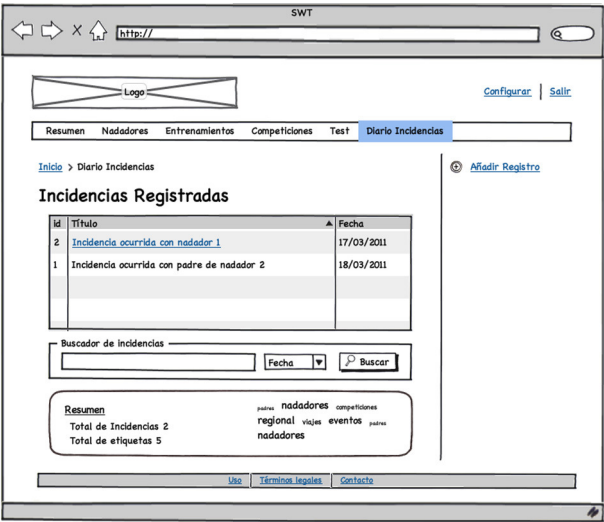 SWT
http://
Logo
Configurar Salir
Resumen Nadadores Entrenamientos Competiciones Test Diario Incidencias
Inicio > Diario Incidencias
Añadir Registro
Incidencias Registradas
id Título Fecha
2 Incidencia ocurrida con nadador 1 17/03/2011
1 Incidencia ocurrida con padre de nadador 2 18/03/2011
Buscador de incidencias
Fecha Buscar
Resumen
Total de Incidencias 2
Total de etiquetas 5
padres nadadores competiciones
regional viajes eventos padres
nadadores
Uso Términos legales Contacto